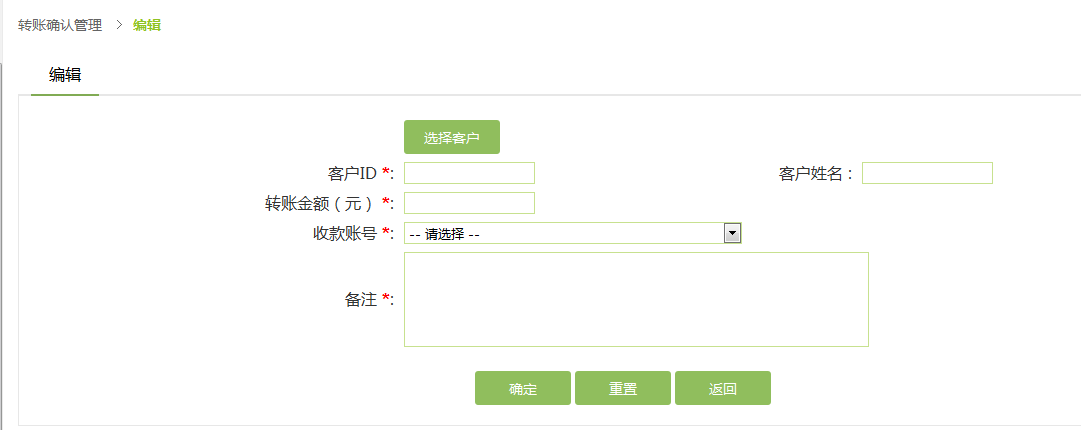 转账确认管理 > 编辑
编辑
选择客户
客户ID *: 客户姓名：
转账金额（元） *:
收款账号 *: -- 请选择 --
备注 *:
确定 重置 返回